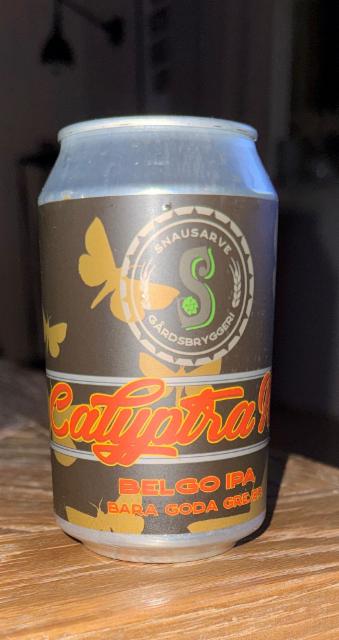 SNAUSARVE
S
GÅRDSBRYGGERI
Calyptra
BELGO IPA
BARA GODA GREJER